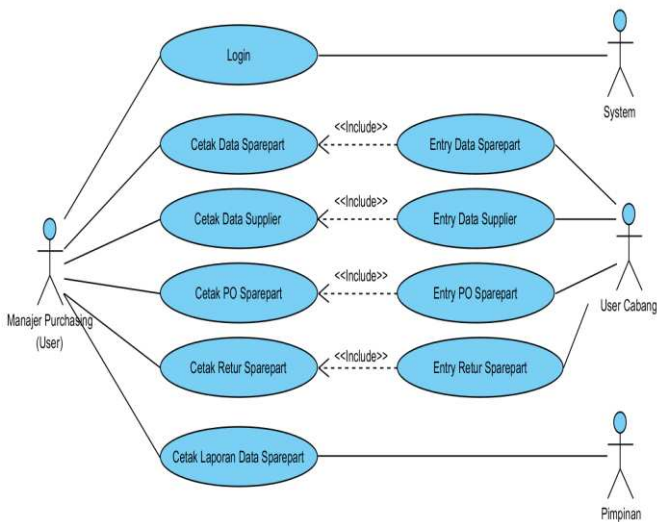 Login
System
<<Include>>
Cetak Data Sparepart
Entry Data Sparepart
<<Include>>
Cetak Data Supplier
Entry Data Supplier
User Cabang
<<Include>>
Cetak PO Sparepart
Entry PO Sparepart
Manajer Purchasing
(User)
<<Include>>
Cetak Retur Sparepart
Entry Retur Sparepart
Cetak Laporan Data Sparepart
Pimpinan